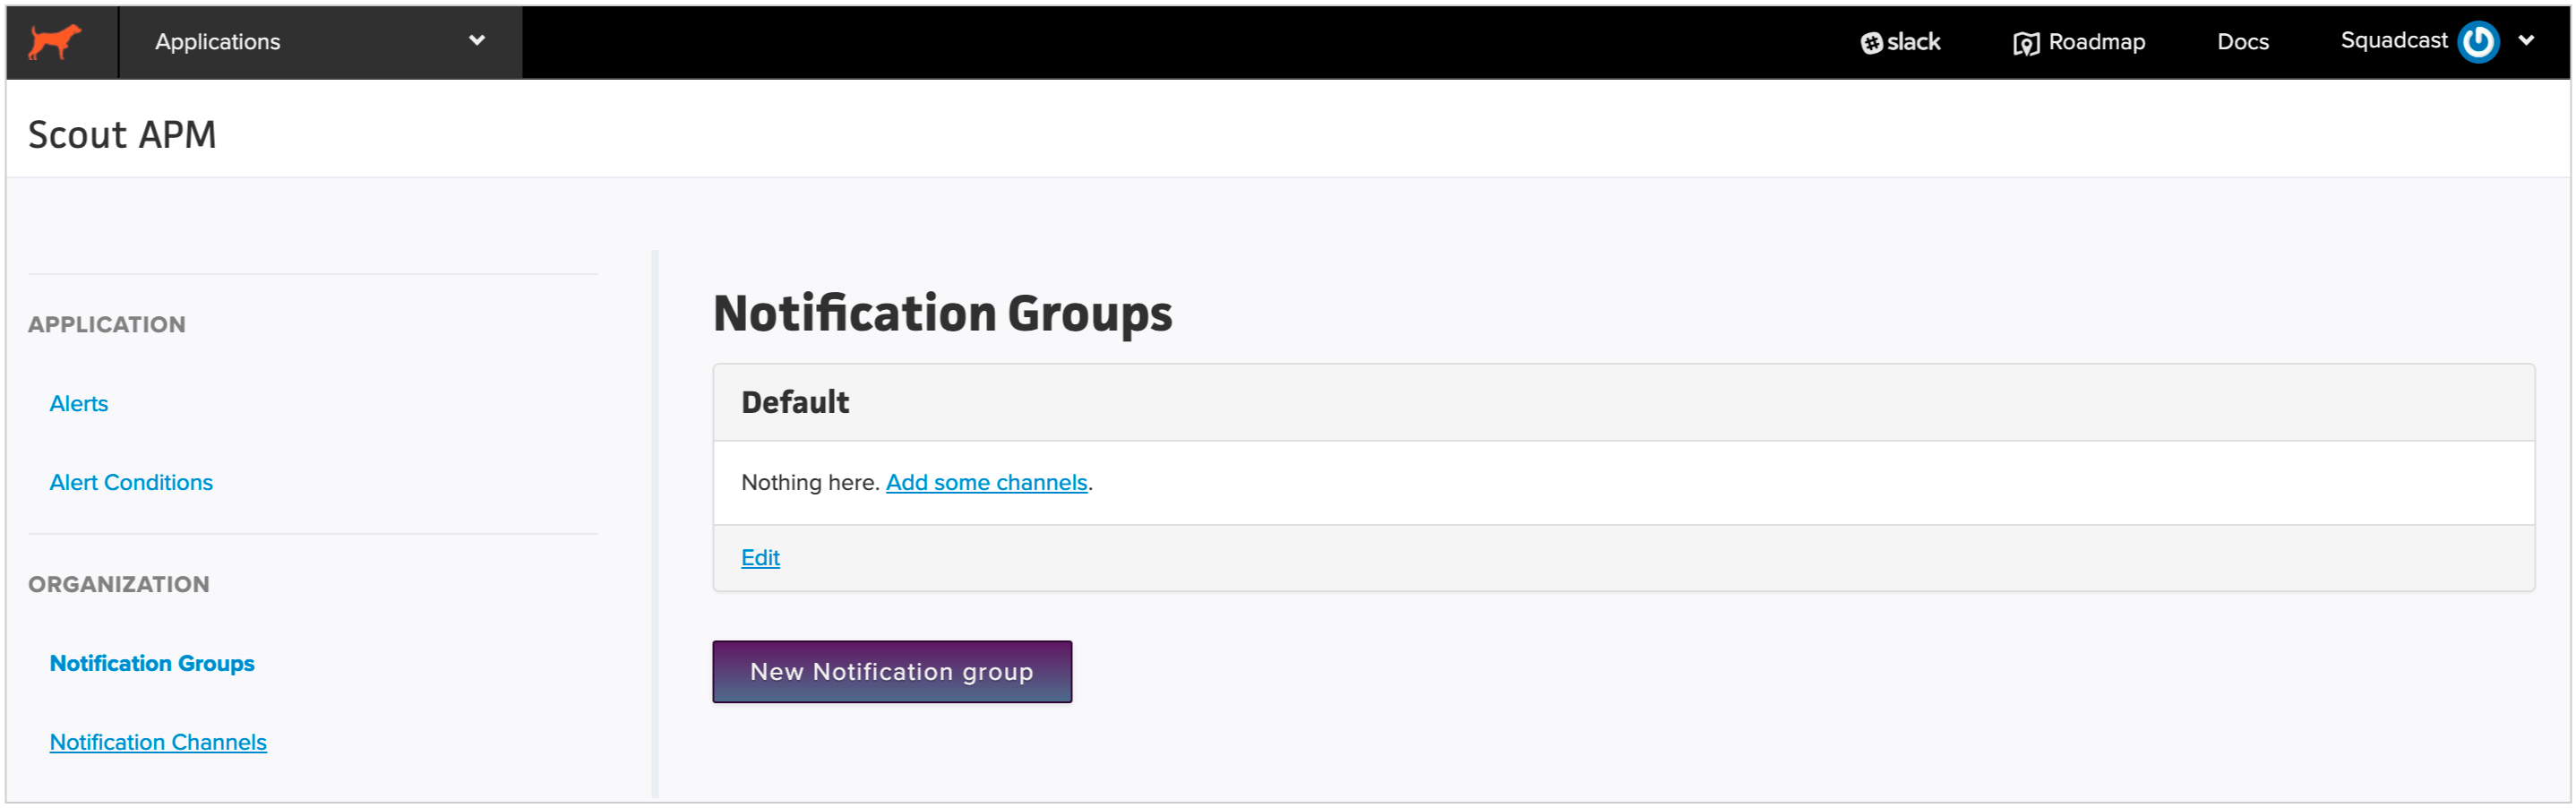 Applications
slack
Roadmap
Docs
Squadcast
Scout APM
APPLICATION
Alerts
Alert Conditions
ORGANIZATION
Notification Groups
Notification Channels
Notification Groups
Default
Nothing here. Add some channels.
Edit
New Notification group